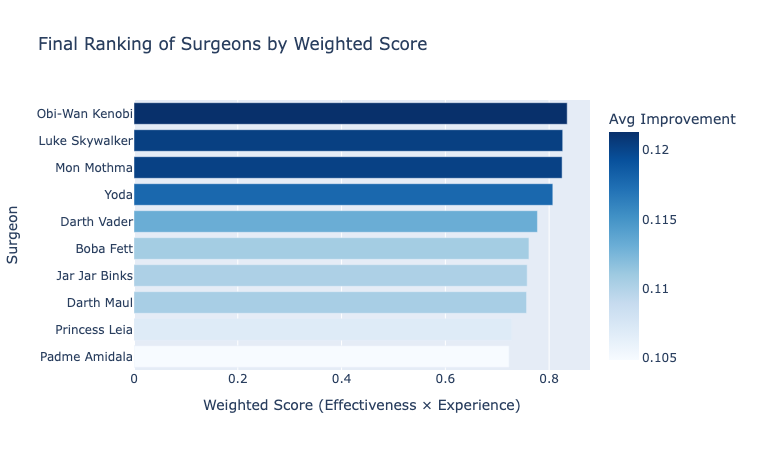 Final Ranking of Surgeons by Weighted Score
Avg Improvement
Obi-Wan Kenobi
Luke Skywalker
Mon Mothma
Yoda
Darth Vader
Boba Fett
Jar Jar Binks
Darth Maul
Princess Leia
Padme Amidala
Surgeon
0 0.2 0.4 0.6 0.8
Weighted Score (Effectiveness × Experience)
0.12
0.115
0.11
0.105